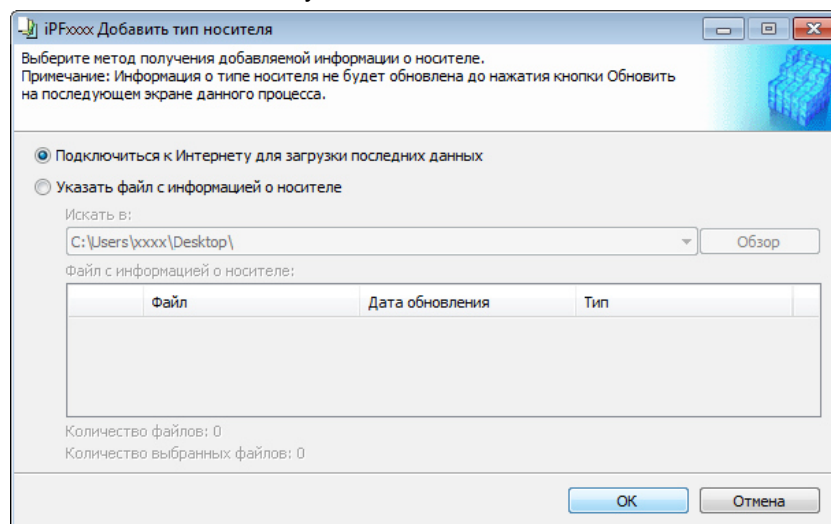 iPFxxxx Добавить тип носителя
Выберите метод получения добавляемой информации о носителе.
Примечание: Информация о типе носителя не будет обновлена до нажатия кнопки Обновить
на последующем экране данного процесса.
Подключиться к Интернету для загрузки последних данных
Указать файл с информацией о носителе
Искать в:
C:\Users\xxxx\Desktop\ Обзор
Файл с информацией о носителе:
Файл Дата обновления Тип
Количество файлов: 0
Количество выбранных файлов: 0
ОК Отмена